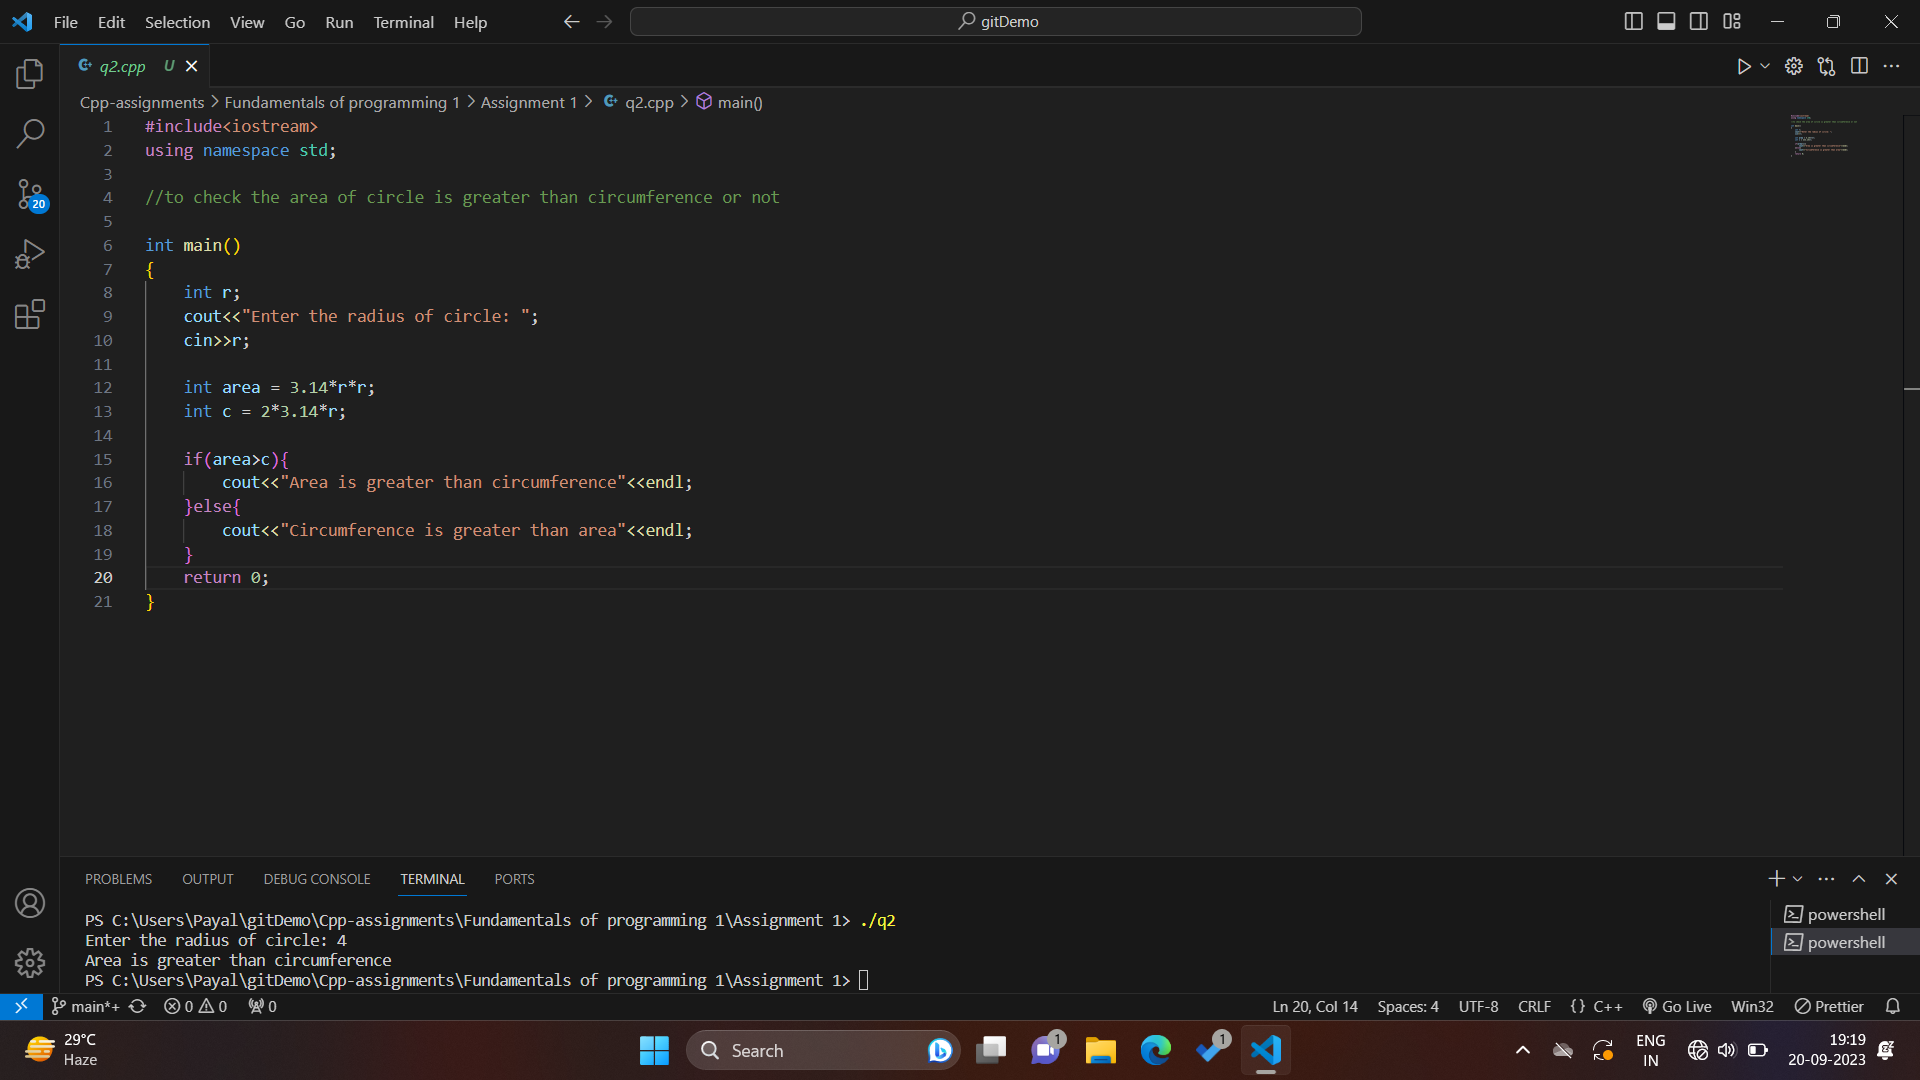 File Edit Selection View Go Run Terminal Help gitDemo
q2.cpp U
Cpp-assignments > Fundamentals of programming 1 > Assignment 1 > q2.cpp > main()
1 #include<iostream>
2 using namespace std;
3
4 //to check the area of circle is greater than circumference or not
5
6 int main()
7 {
8 int r;
9 cout<<"Enter the radius of circle: ";
10 cin>>r;
11
12 int area = 3.14*r*r;
13 int c = 2*3.14*r;
14
15 if(area>c){
16 cout<<"Area is greater than circumference"<<endl;
17 }else{
18 cout<<"Circumference is greater than area"<<endl;
19 }
20 return 0;
21 }
20
PROBLEMS OUTPUT DEBUG CONSOLE TERMINAL PORTS
PS C:\Users\Payal\gitDemo\Cpp-assignments\Fundamentals of programming 1\Assignment 1> ./q2
Enter the radius of circle: 4
Area is greater than circumference
PS C:\Users\Payal\gitDemo\Cpp-assignments\Fundamentals of programming 1\Assignment 1>
powershell
powershell
main*+ 0 0 0 Ln 20, Col 14 Spaces: 4 UTF-8 CRLF {} C++ Go Live Win32 Prettier
29°C
Haze
Search
1
1
ENG
IN
19:19
20-09-2023